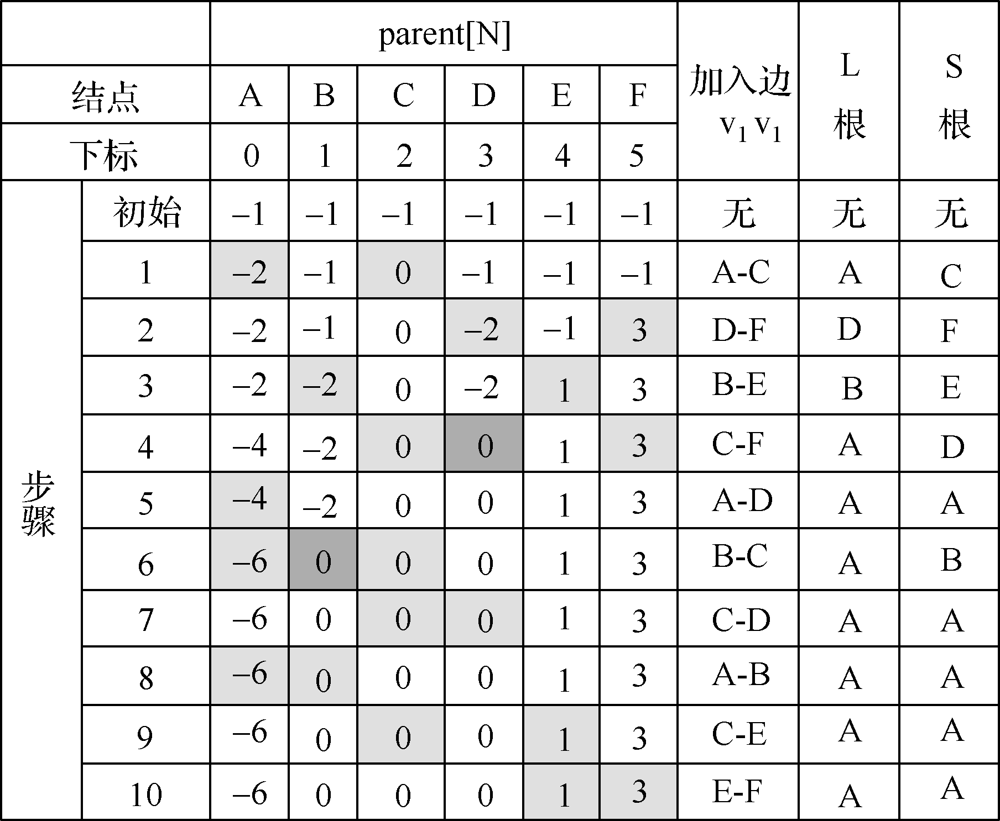 parent[N]
结点 A B C D E F 加入边 v₁ v₁ L根 S根
下标 0 1 2 3 4 5
步骤
初始 –1 –1 –1 –1 –1 –1 无 无 无
1 –2 –1 0 –1 –1 –1 A-C A C
2 –2 –1 0 –2 –1 3 D-F D F
3 –2 –2 0 –2 1 3 B-E B E
4 –4 –2 0 0 1 3 C-F A D
5 –4 –2 0 0 1 3 A-D A A
6 –6 0 0 0 1 3 B-C A B
7 –6 0 0 0 1 3 C-D A A
8 –6 0 0 0 1 3 A-B A A
9 –6 0 0 0 1 3 C-E A A
10 –6 0 0 0 1 3 E-F A A